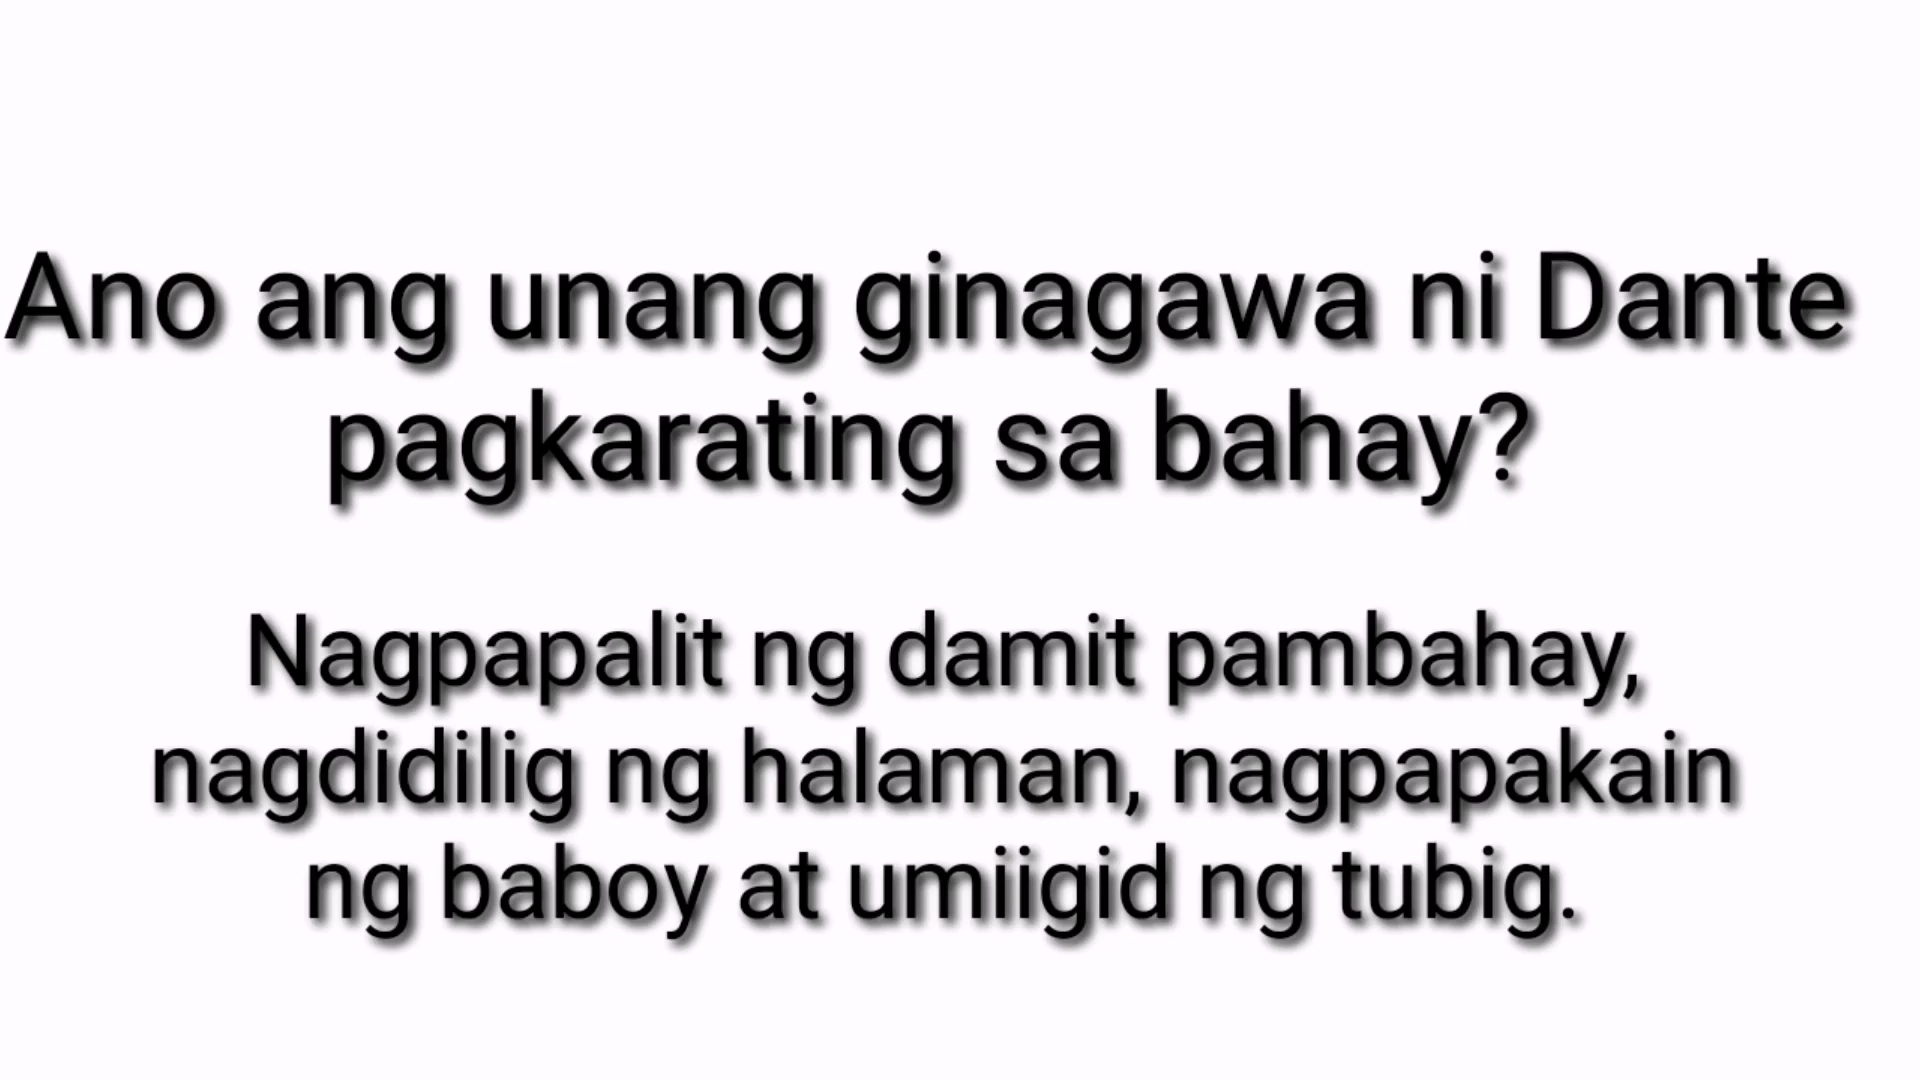 Ano ang unang ginagawa ni Dante
pagkarating sa bahay?
Nagpapalit ng damit pambahay,
nagdidilig ng halaman, nagpapakain
ng baboy at umiigid ng tubig.